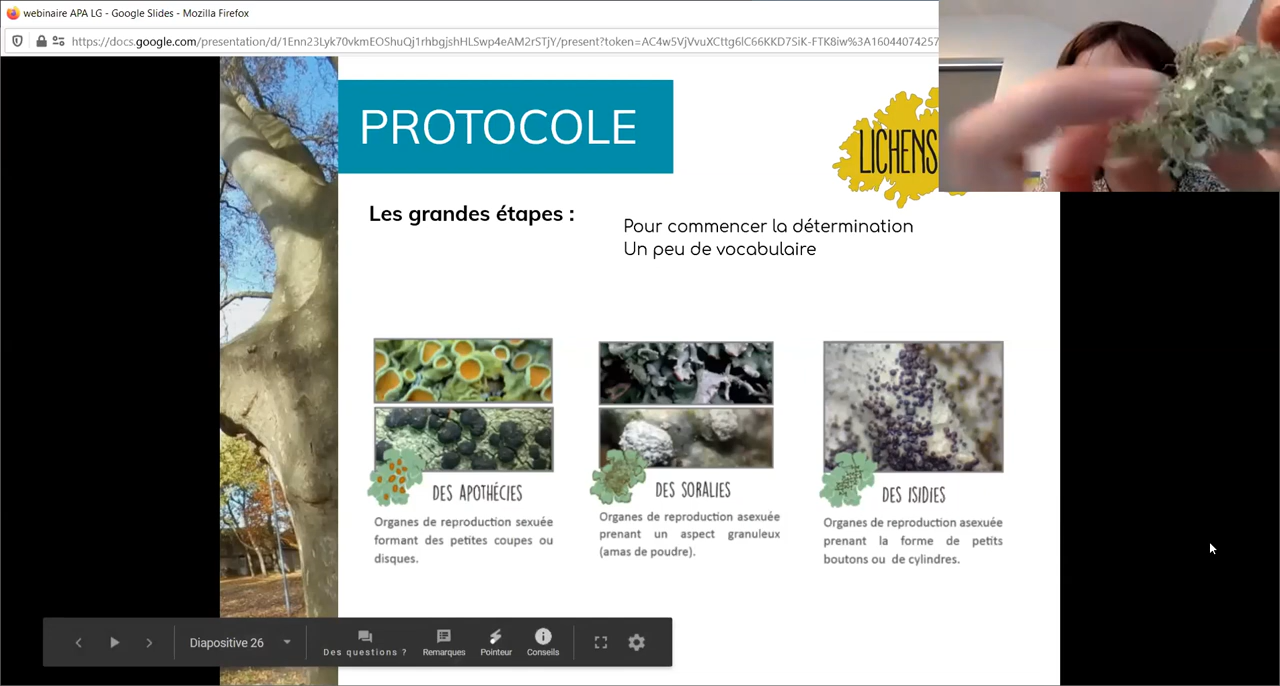 webinaire APA LG - Google Slides - Mozilla Firefox
https://docs.google.com/presentation/d/1Enn23Lyk70vkmEOShuQj1rhbgjshHLSwp4eAM2rSTjY/present?token=AC4w5VjVvuXCttg6lC66KKD7SiK-FTK8iw%3A16044074257
PROTOCOLE
LICHENS
Les grandes étapes :
Pour commencer la détermination
Un peu de vocabulaire
DES APOTHÉCIES
Organes de reproduction sexuée
formant des petites coupes ou
disques.
DES SORALIES
Organes de reproduction asexuée
prenant un aspect granuleux
(amas de poudre).
DES ISIDIES
Organes de reproduction asexuée
prenant la forme de petits
boutons ou de cylindres.
Diapositive 26
Des questions ?
Remarques
Pointeur
Conseils